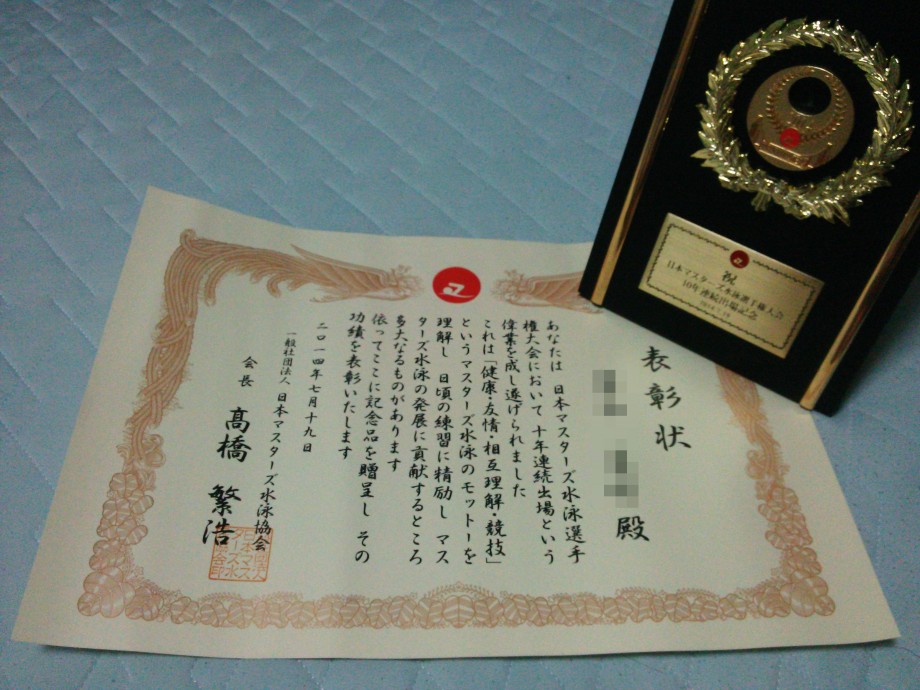 表彰状
殿
あなたは 日本マスターズ水泳選手
権大会において十年連続出場という
偉業を成し遂げられました
これは「健康・友情・相互理解・競技」
というマスターズ水泳のモットーを
理解し 日頃の練習に精励し マス
ターズ水泳の発展に貢献するところ
多大なるものがあります
依ってここに記念品を贈呈し その
功績を表彰いたします
二〇一四年七月十九日
一般社団法人 日本マスターズ水泳協会
会長 髙橋 繁浩
祝
日本マスターズ水泳選手権大会
10年連続出場記念
2014.7.19